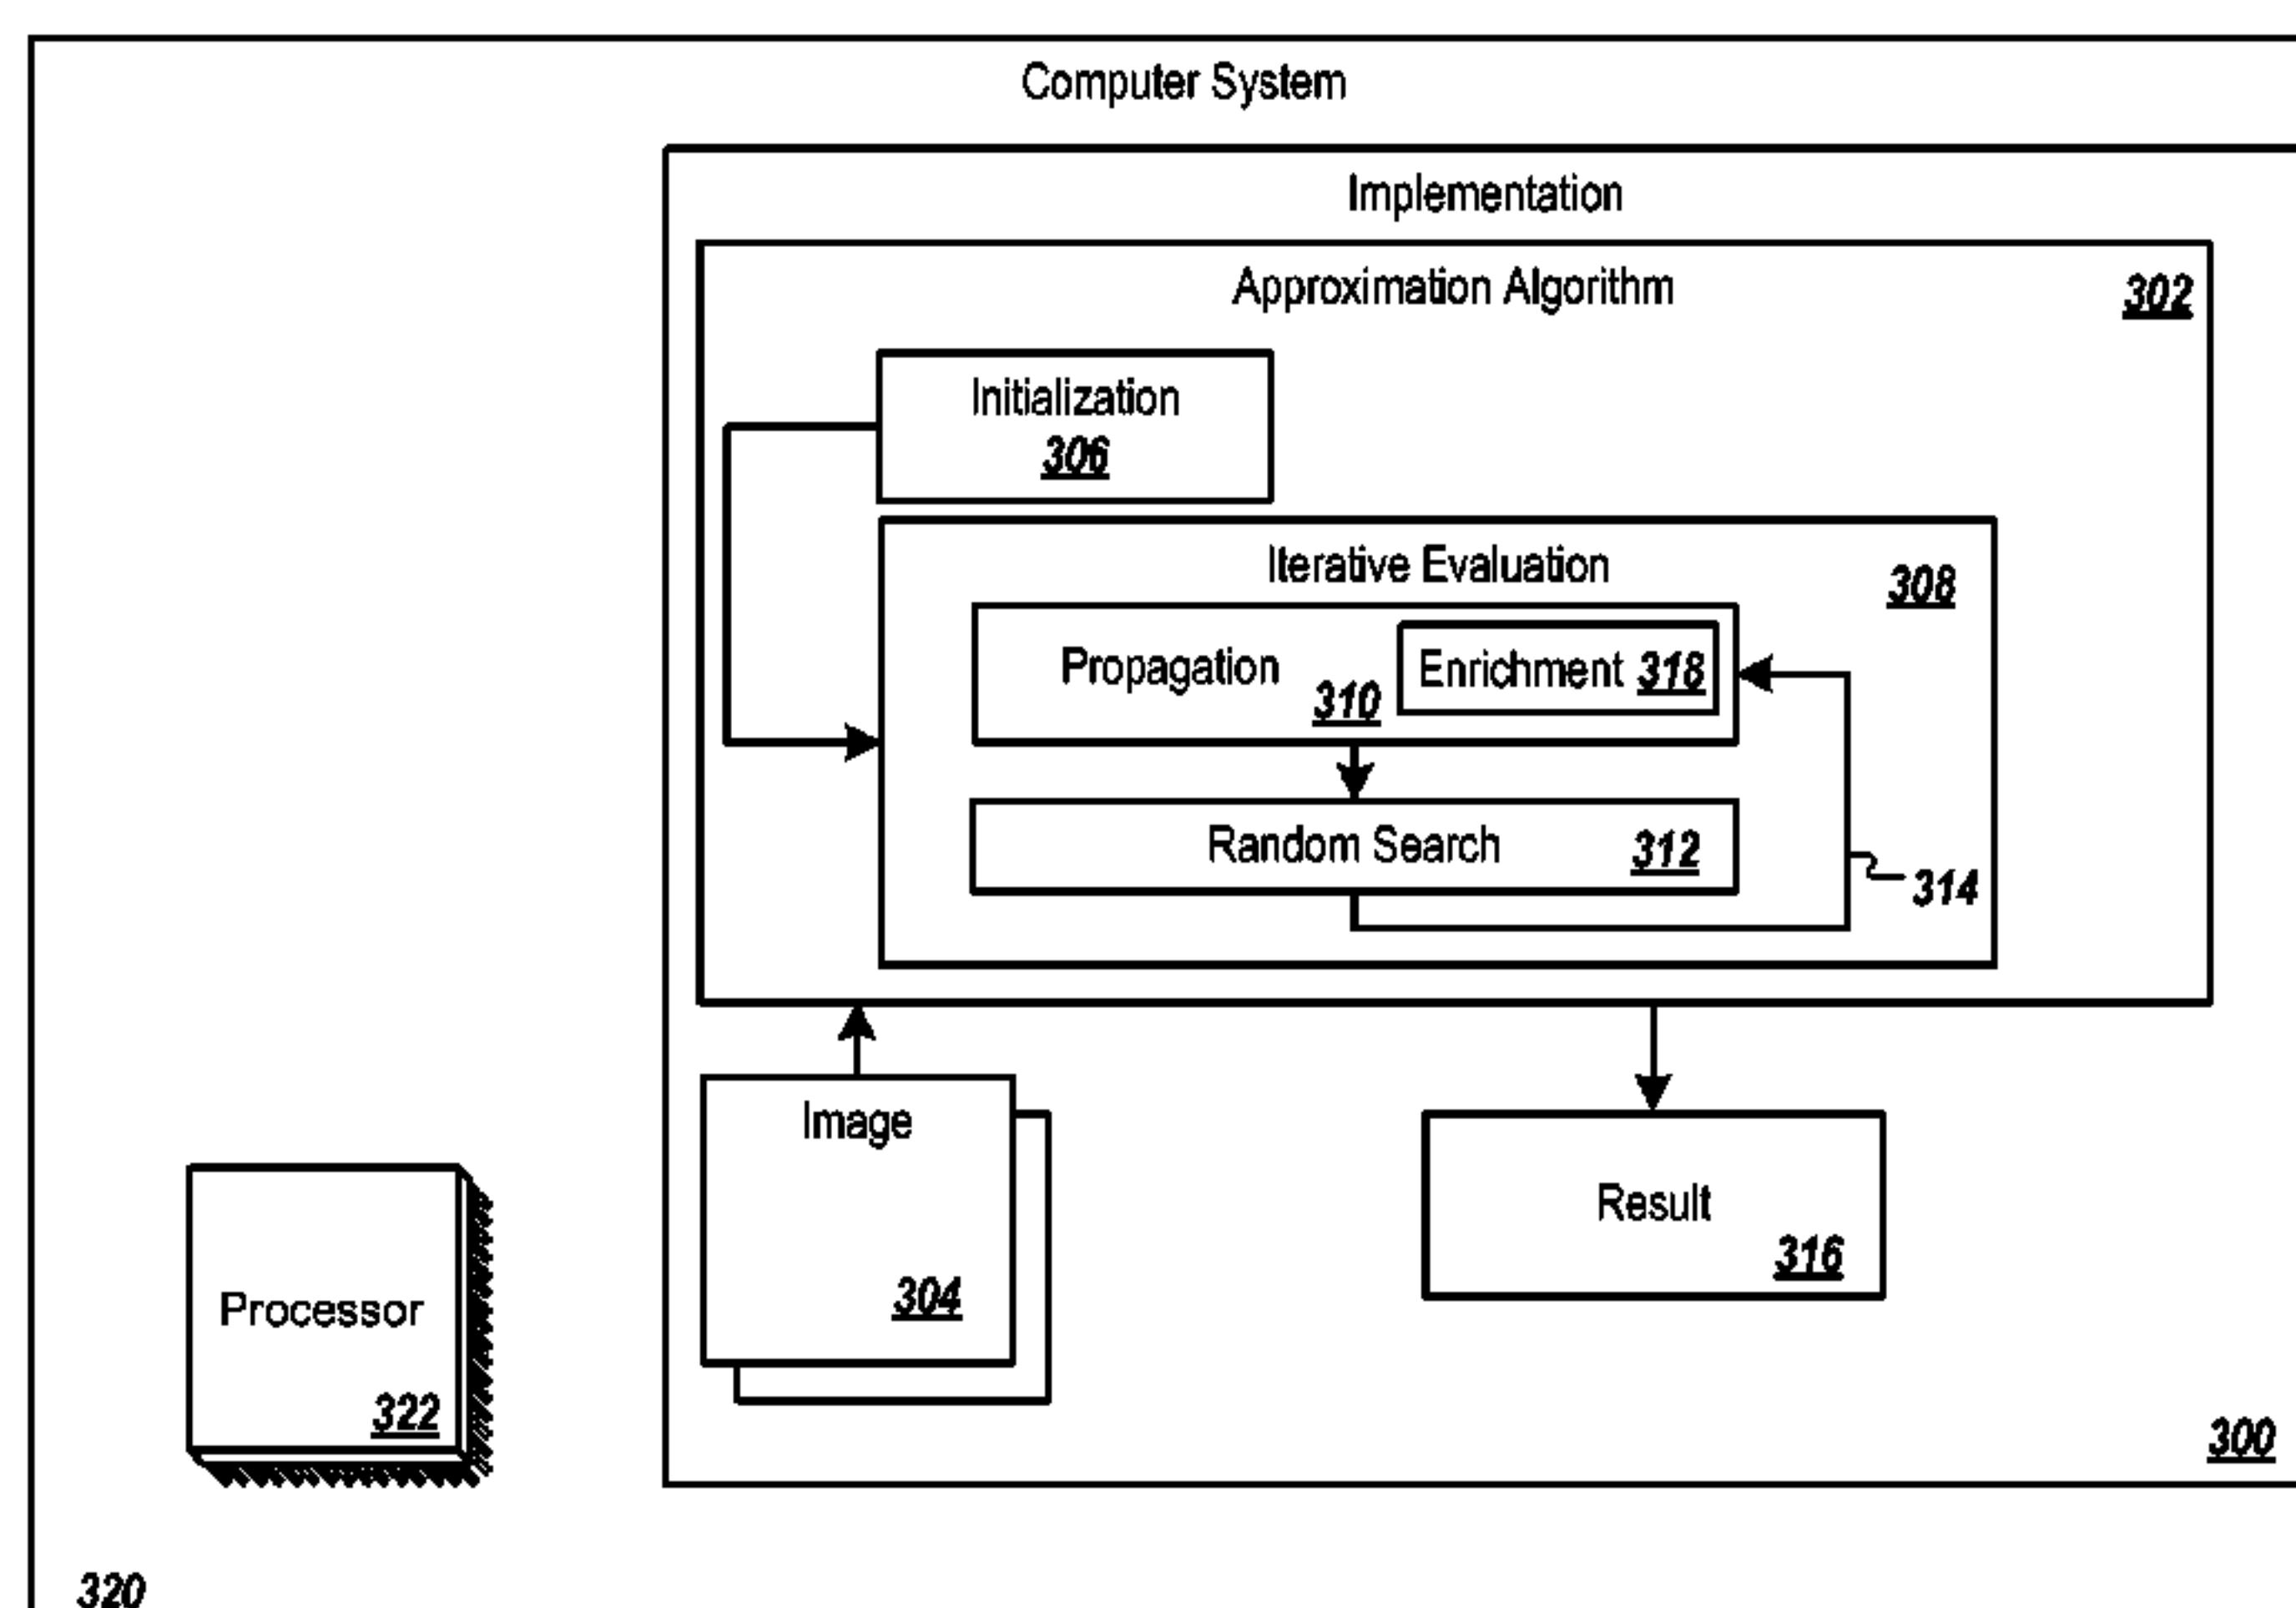 Computer System
Implementation
Approximation Algorithm
302
Initialization
306
Iterative Evaluation
308
Propagation
310
Enrichment 318
Random Search
312
314
Image
304
Result
316
Processor
322
300
320